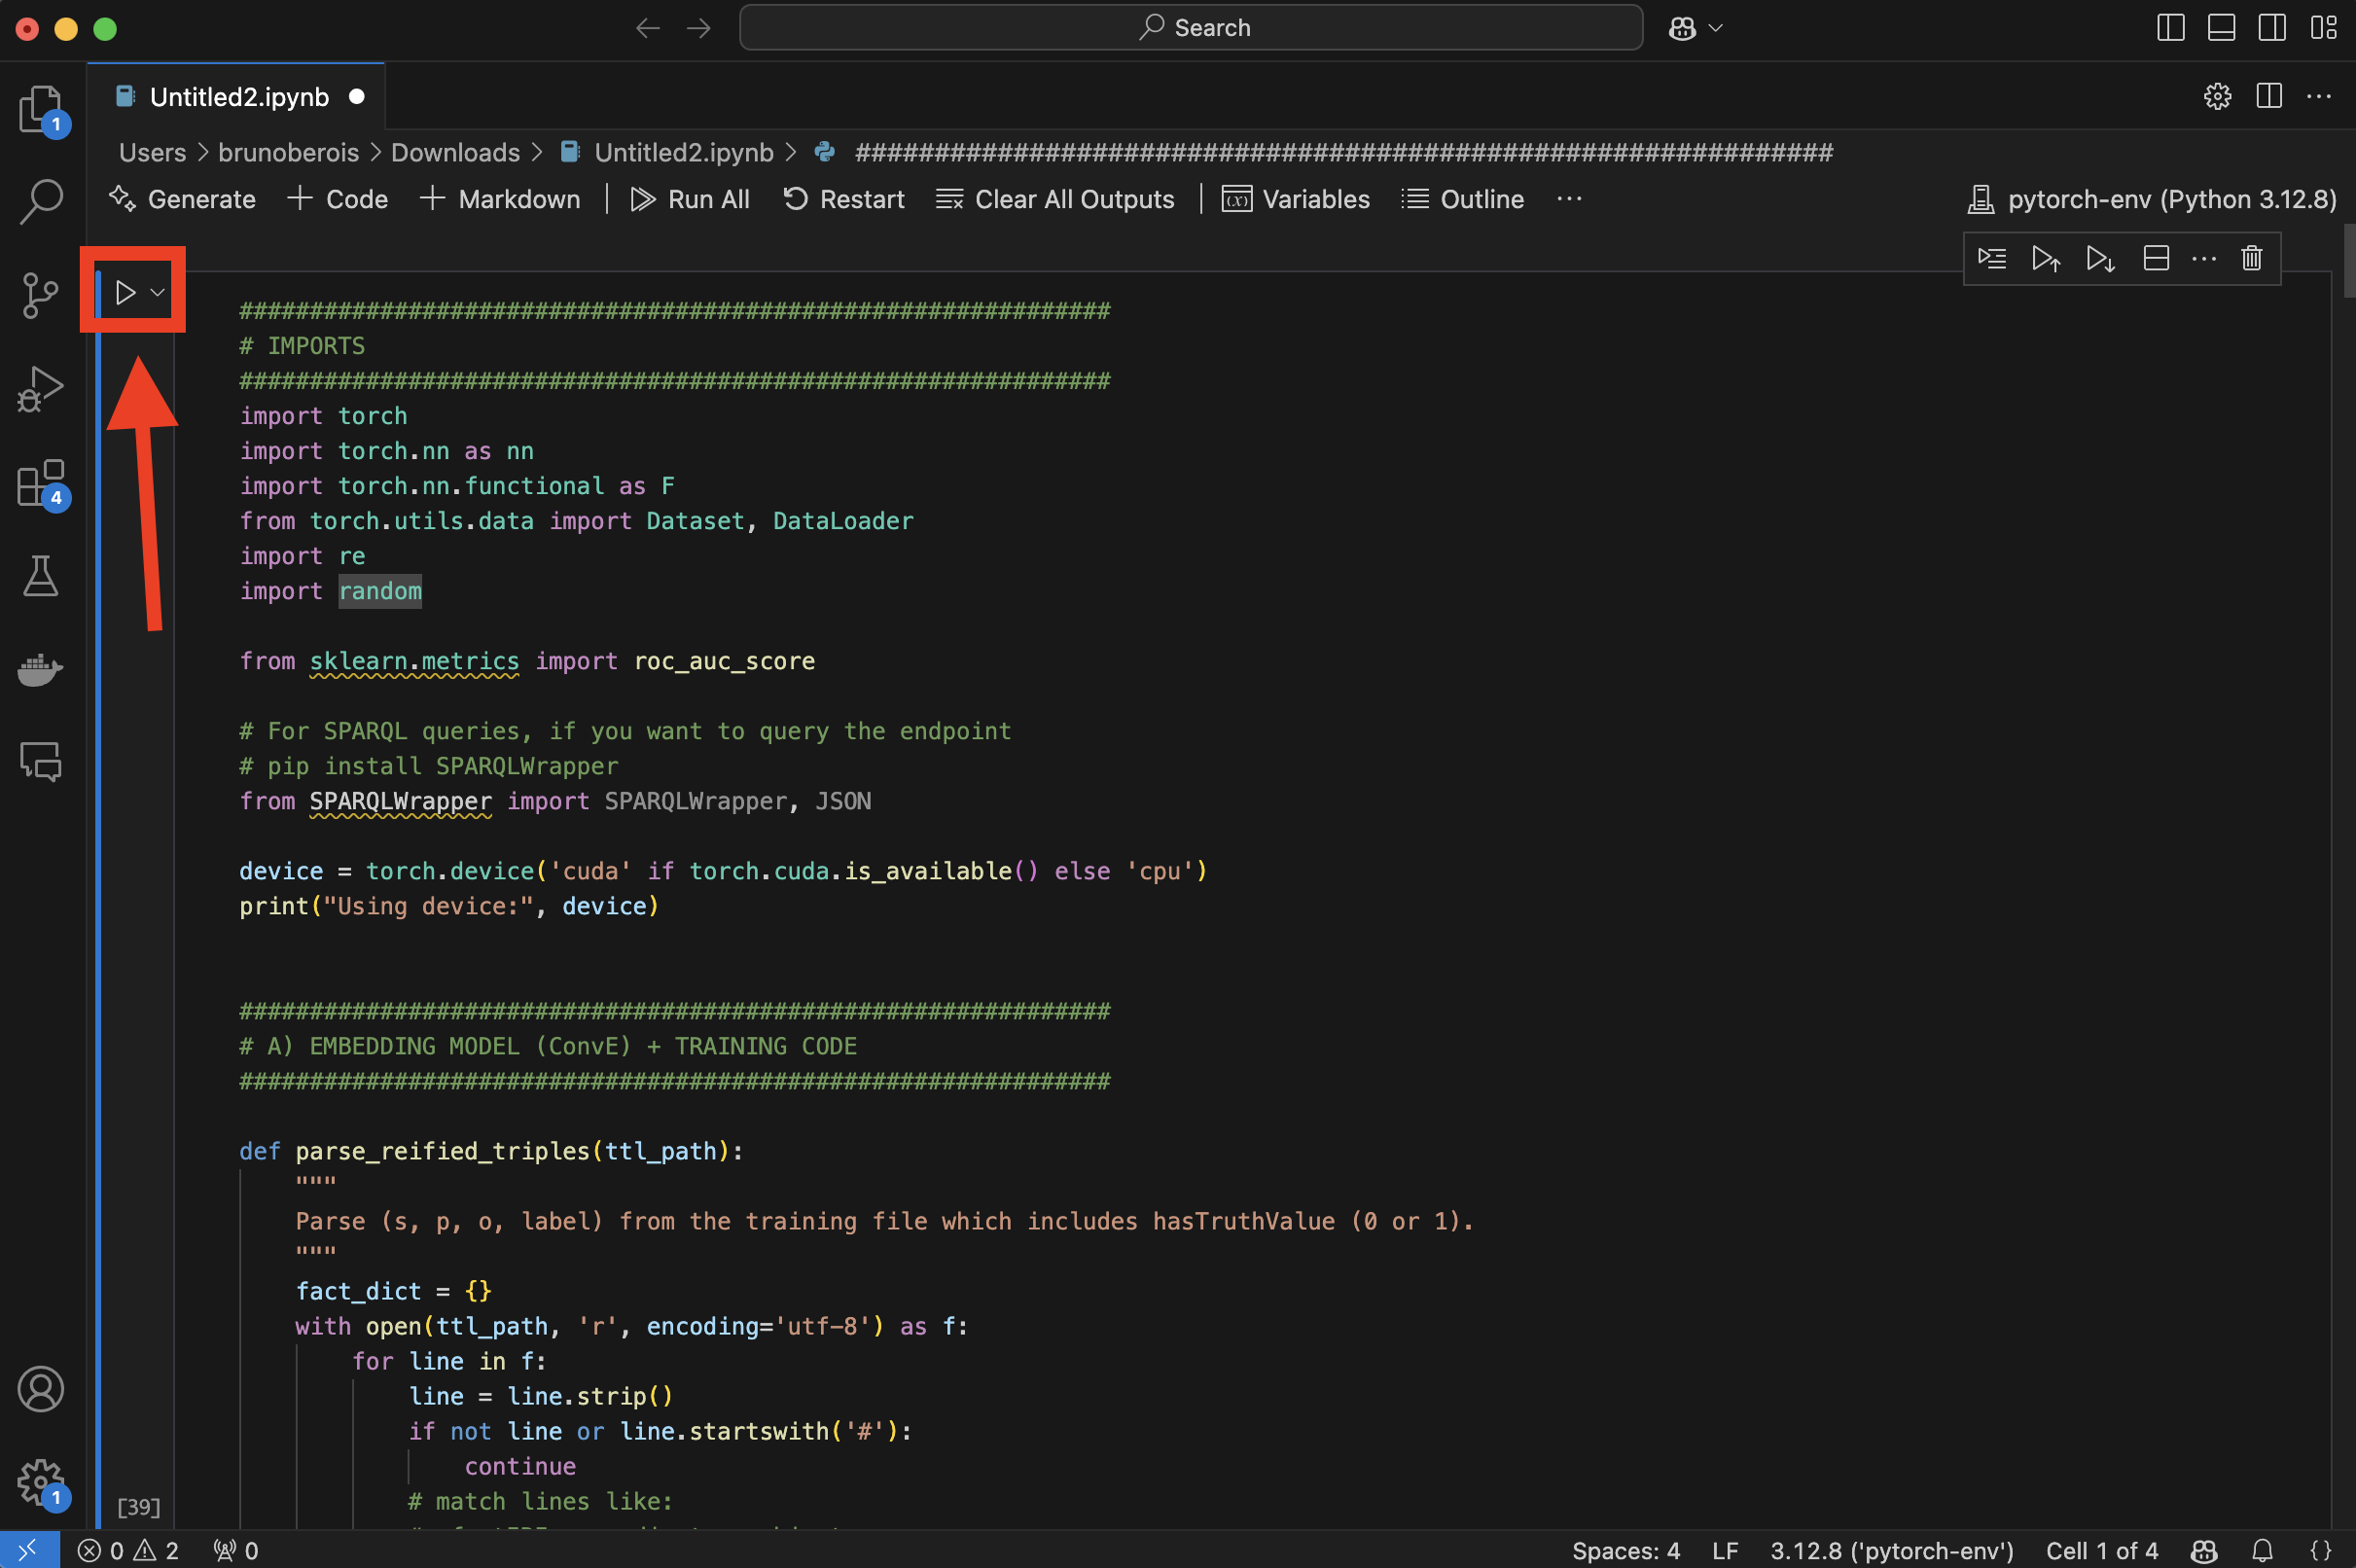 Search
1
Untitled2.ipynb
Users > brunoberois > Downloads > Untitled2.ipynb > ##############################################################
Generate + Code + Markdown | Run All Restart Clear All Outputs | Variables Outline ... pytorch-env (Python 3.12.8)
##############################################################
# IMPORTS
##############################################################
import torch
import torch.nn as nn
import torch.nn.functional as F
from torch.utils.data import Dataset, DataLoader
import re
import random
4
from sklearn.metrics import roc_auc_score
# For SPARQL queries, if you want to query the endpoint
# pip install SPARQLWrapper
from SPARQLWrapper import SPARQLWrapper, JSON
device = torch.device('cuda' if torch.cuda.is_available() else 'cpu')
print("Using device:", device)
##############################################################
# A) EMBEDDING MODEL (ConvE) + TRAINING CODE
##############################################################
def parse_reified_triples(ttl_path):
"""
Parse (s, p, o, label) from the training file which includes hasTruthValue (0 or 1).
"""
fact_dict = {}
with open(ttl_path, 'r', encoding='utf-8') as f:
for line in f:
line = line.strip()
if not line or line.startswith('#'):
continue
# match lines like:
1
[39]
0 2 0 Spaces: 4 LF 3.12.8 ('pytorch-env') Cell 1 of 4 {}